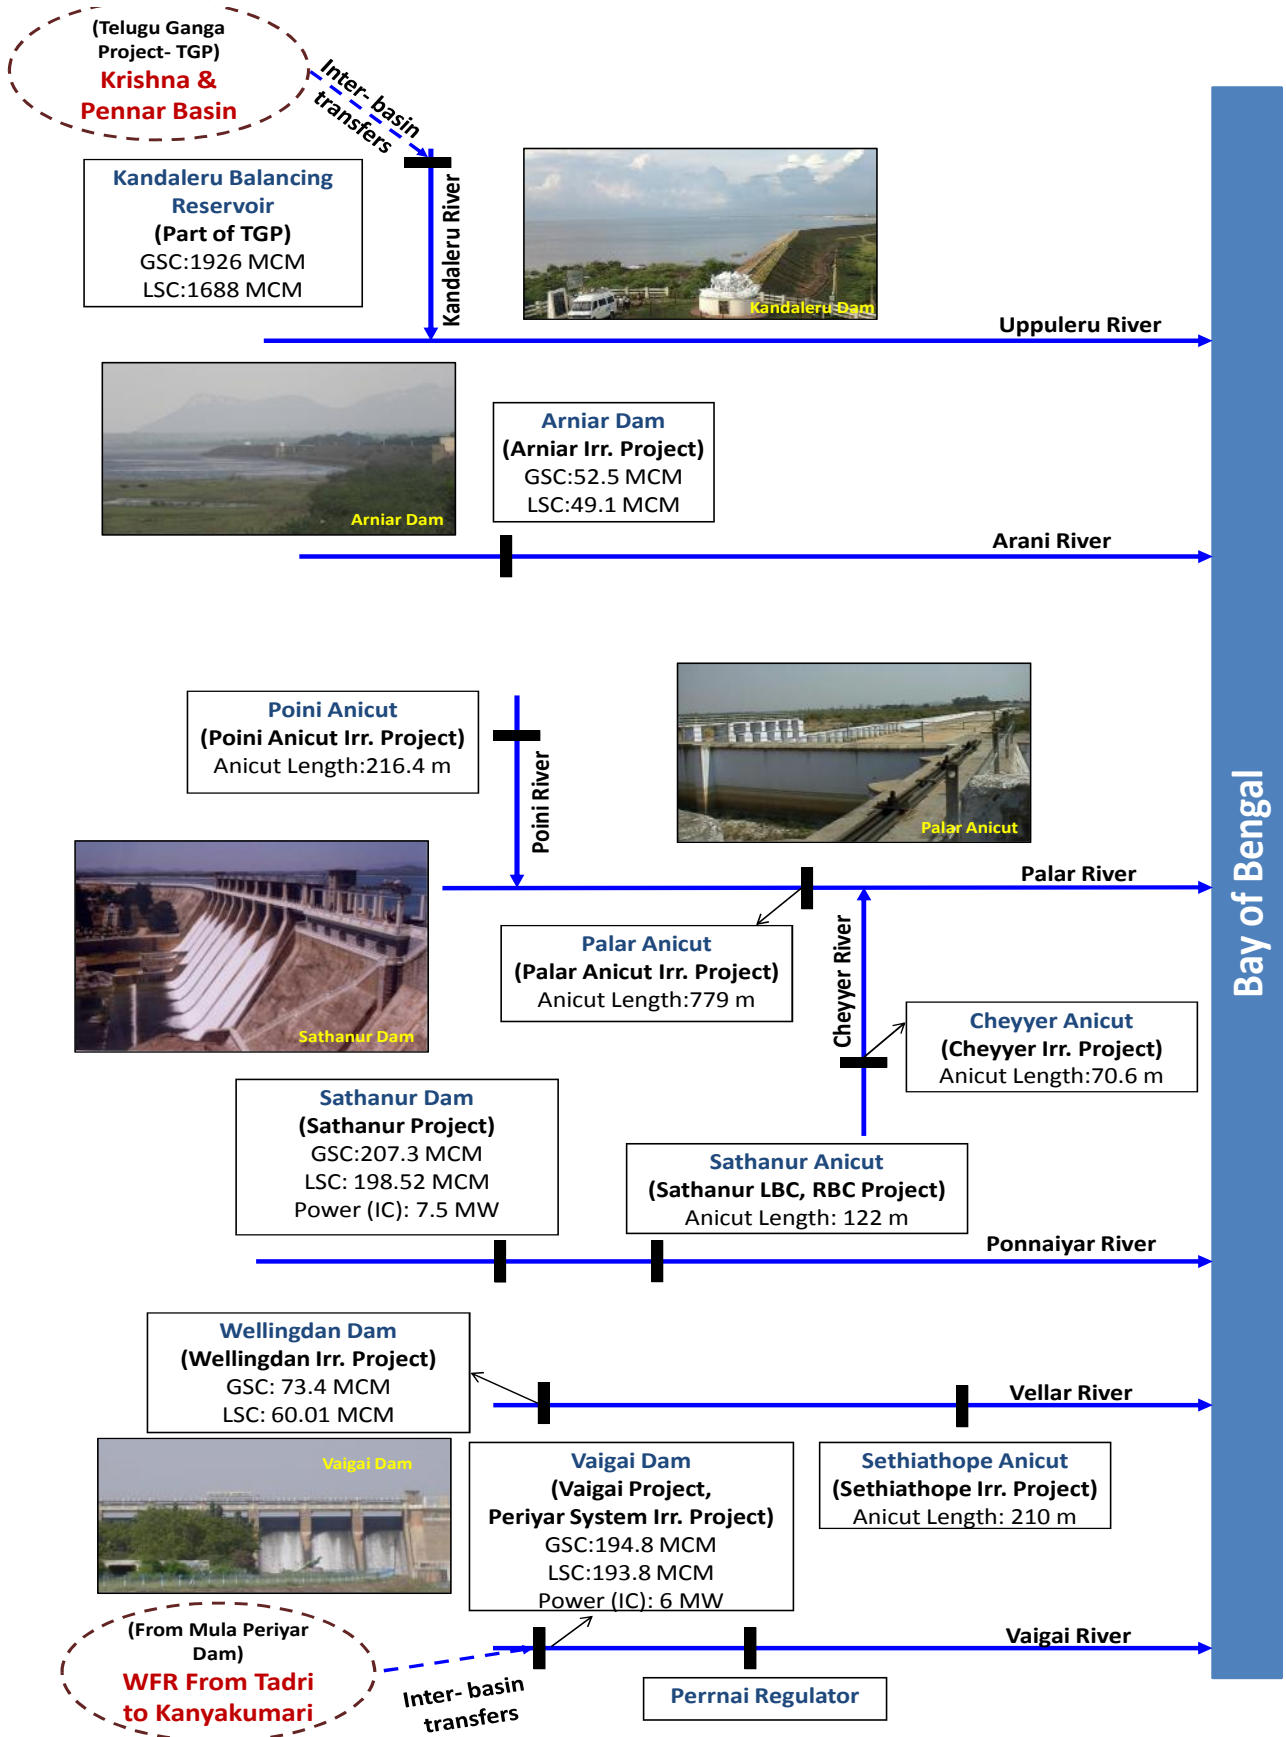 (Telugu Ganga
Project- TGP)
Krishna &
Pennar Basin
Inter- basin
transfers
Kandaleru Balancing
Reservoir
(Part of TGP)
GSC:1926 MCM
LSC:1688 MCM
Kandaleru River
Kandaleru Dam
Uppuleru River
Arniar Dam
Arniar Dam
(Arniar Irr. Project)
GSC:52.5 MCM
LSC:49.1 MCM
Arani River
Poini Anicut
(Poini Anicut Irr. Project)
Anicut Length:216.4 m
Poini River
Palar Anicut
Palar River
Sathanur Dam
Palar Anicut
(Palar Anicut Irr. Project)
Anicut Length:779 m
Cheyyer River
Cheyyer Anicut
(Cheyyer Irr. Project)
Anicut Length:70.6 m
Bay of Bengal
Sathanur Dam
(Sathanur Project)
GSC:207.3 MCM
LSC: 198.52 MCM
Power (IC): 7.5 MW
Sathanur Anicut
(Sathanur LBC, RBC Project)
Anicut Length: 122 m
Ponnaiyar River
Wellingdan Dam
(Wellingdan Irr. Project)
GSC: 73.4 MCM
LSC: 60.01 MCM
Vellar River
Vaigai Dam
Vaigai Dam
(Vaigai Project,
Periyar System Irr. Project)
GSC:194.8 MCM
LSC:193.8 MCM
Power (IC): 6 MW
Sethiathope Anicut
(Sethiathope Irr. Project)
Anicut Length: 210 m
(From Mula Periyar
Dam)
WFR From Tadri
to Kanyakumari
Inter- basin
transfers
Vaigai River
Perrnai Regulator